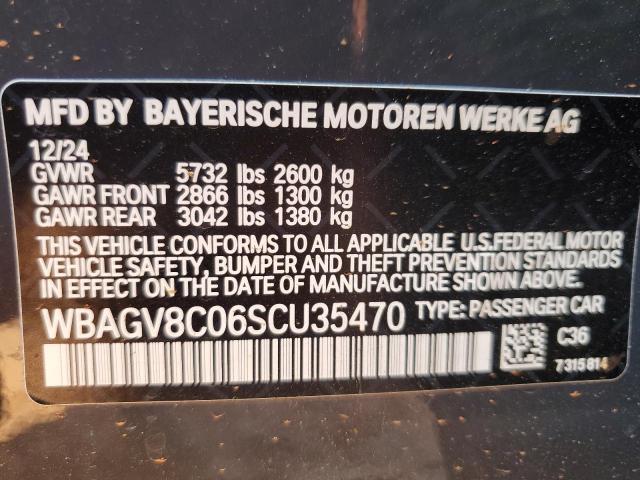 MFD BY BAYERISCHE MOTOREN WERKE AG
12/24
GVWR 5732 lbs 2600 kg
GAWR FRONT 2866 lbs 1300 kg
GAWR REAR 3042 lbs 1380 kg
THIS VEHICLE CONFORMS TO ALL APPLICABLE U.S. FEDERAL MOTOR
VEHICLE SAFETY, BUMPER AND THEFT PREVENTION STANDARDS
IN EFFECT ON THE DATE OF MANUFACTURE SHOWN ABOVE.
WBAGV8C06SCU35470 TYPE: PASSENGER CAR
C36
7315814